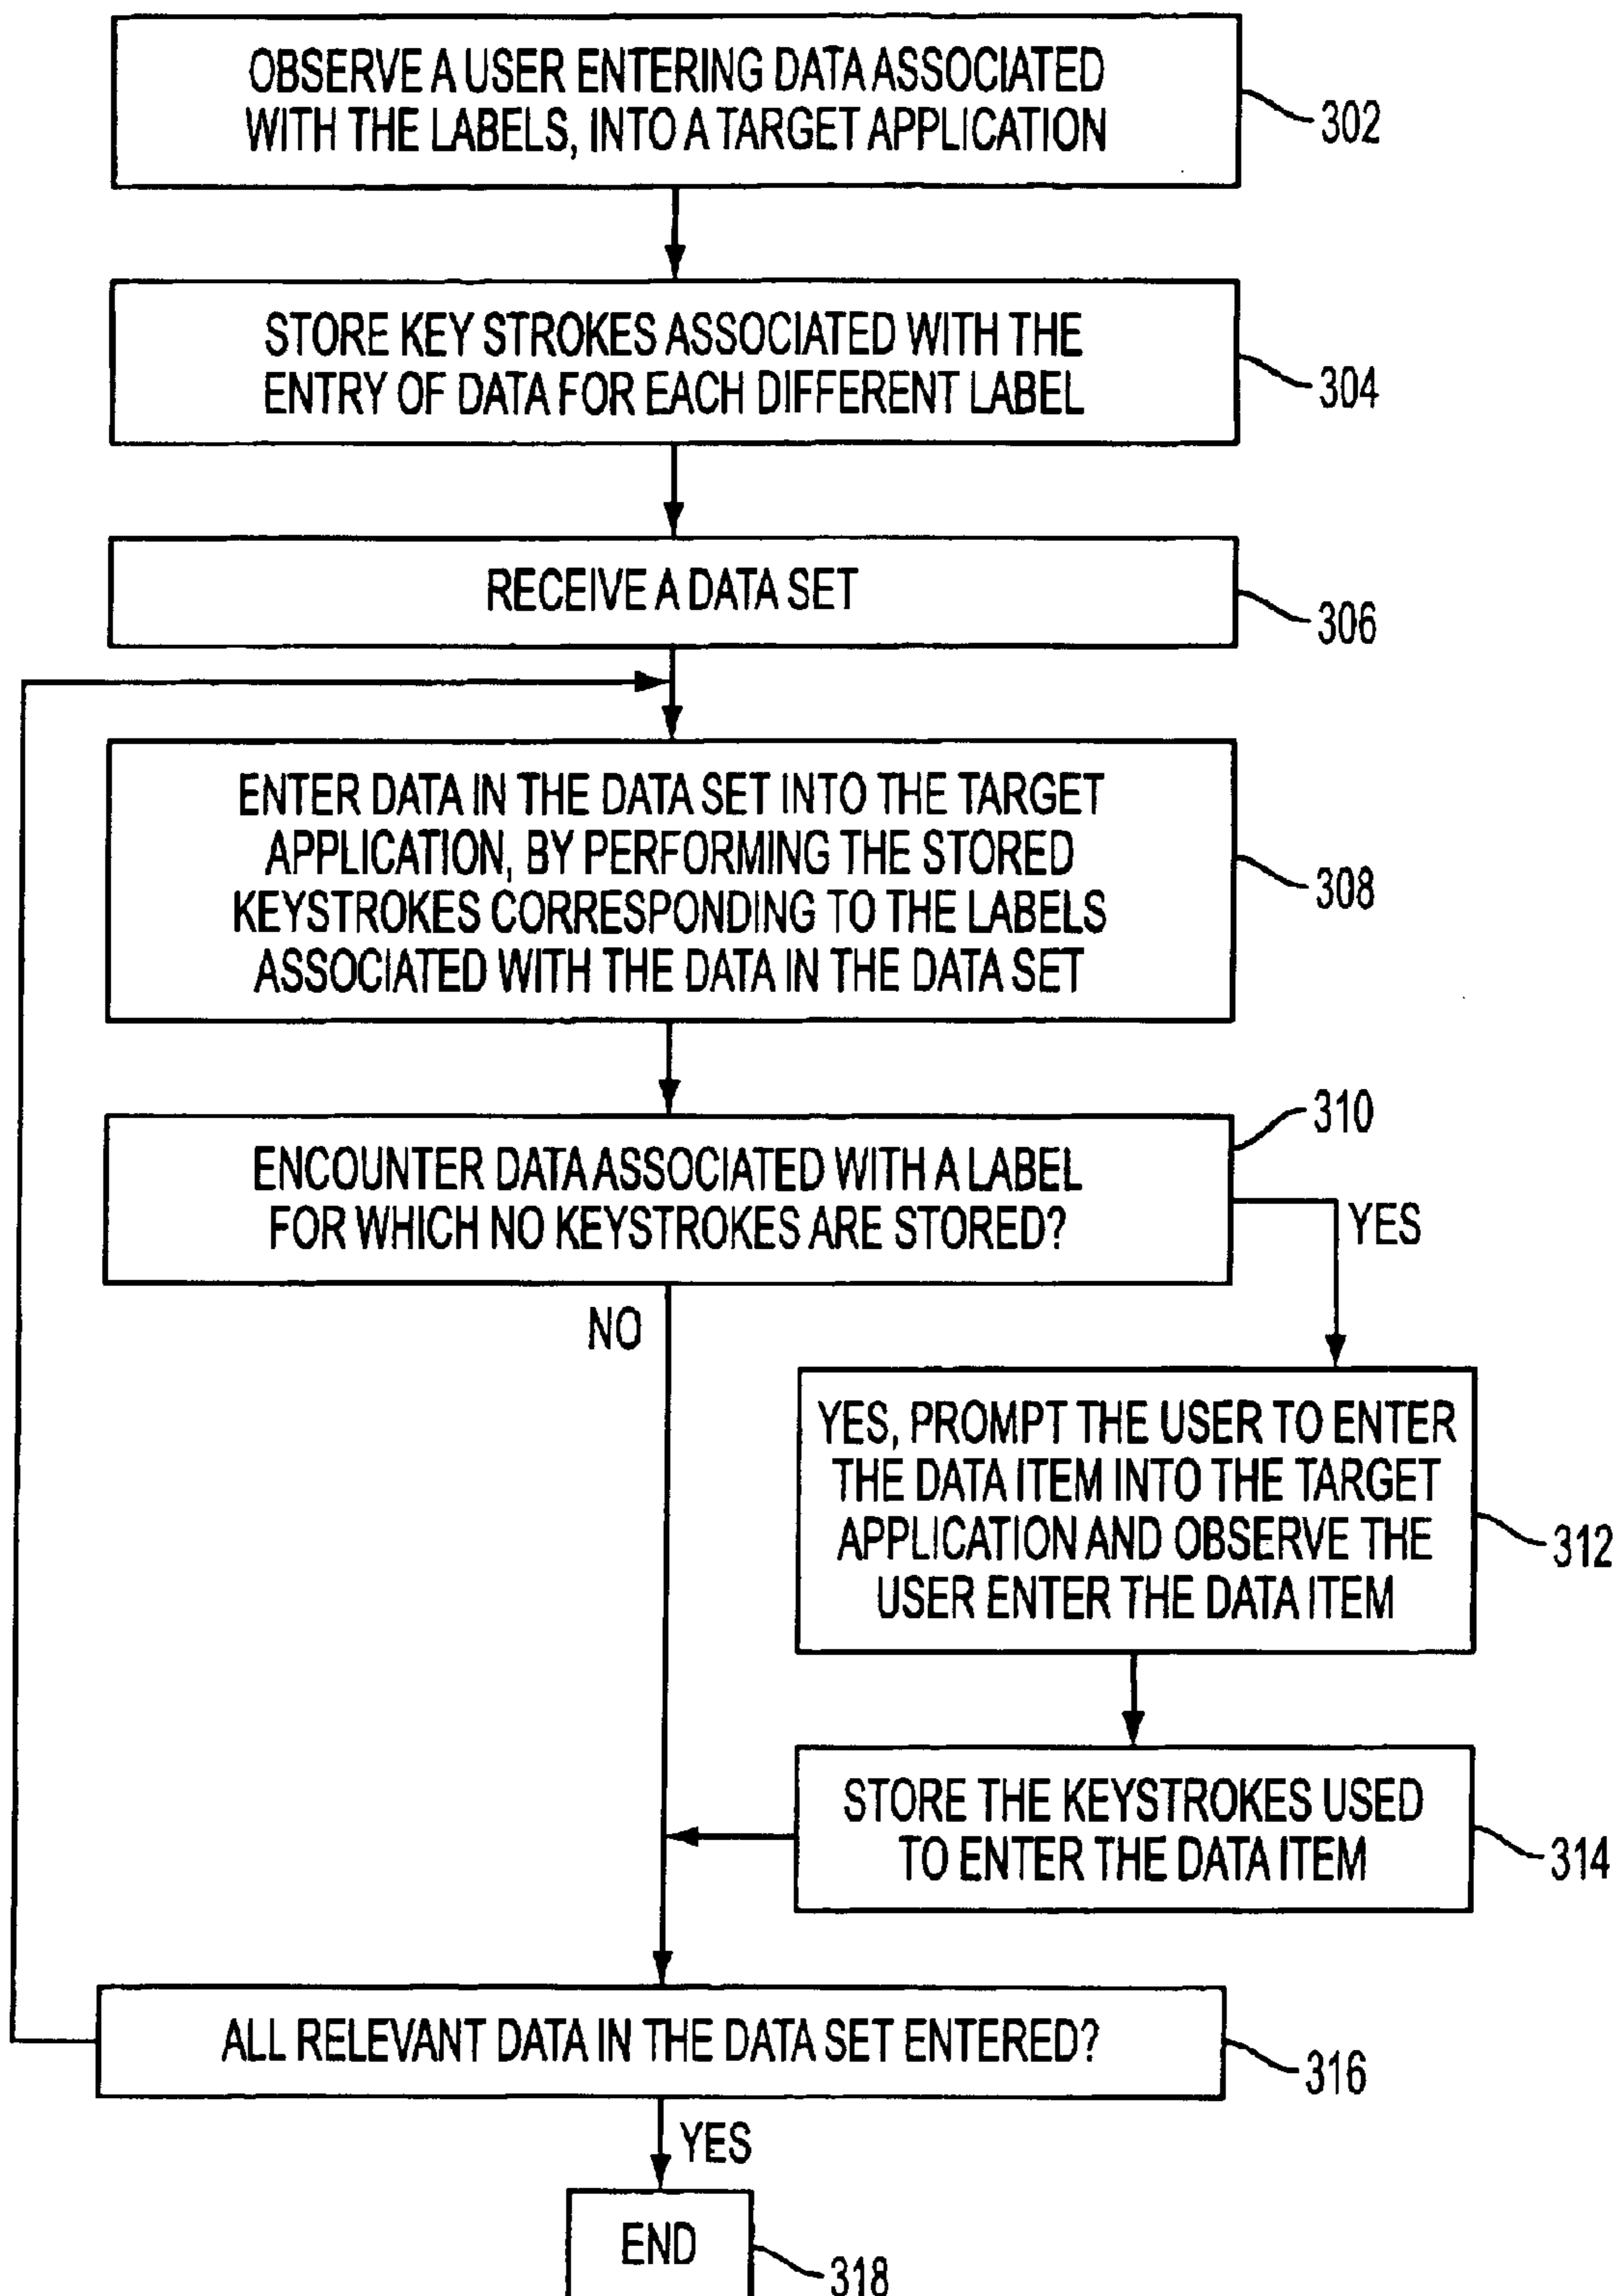 OBSERVE A USER ENTERING DATA ASSOCIATED
WITH THE LABELS, INTO A TARGET APPLICATION
302
STORE KEY STROKES ASSOCIATED WITH THE
ENTRY OF DATA FOR EACH DIFFERENT LABEL
304
RECEIVE A DATA SET
306
ENTER DATA IN THE DATA SET INTO THE TARGET
APPLICATION, BY PERFORMING THE STORED
KEYSTROKES CORRESPONDING TO THE LABELS
ASSOCIATED WITH THE DATA IN THE DATA SET
308
310
ENCOUNTER DATA ASSOCIATED WITH A LABEL
FOR WHICH NO KEYSTROKES ARE STORED?
YES
NO
YES, PROMPT THE USER TO ENTER
THE DATA ITEM INTO THE TARGET
APPLICATION AND OBSERVE THE
USER ENTER THE DATA ITEM
312
STORE THE KEYSTROKES USED
TO ENTER THE DATA ITEM
314
ALL RELEVANT DATA IN THE DATA SET ENTERED?
316
YES
END
318